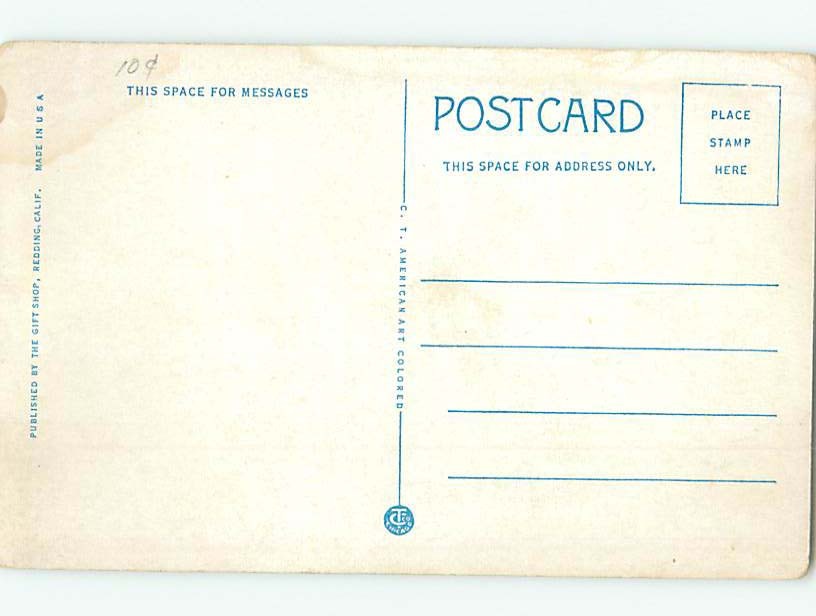 10¢
THIS SPACE FOR MESSAGES
PUBLISHED BY THE GIFT SHOP, REDDING, CALIF. MADE IN U S A
C. T. AMERICAN ART COLORED
POSTCARD
THIS SPACE FOR ADDRESS ONLY.
PLACE
STAMP
HERE
CHICAGO